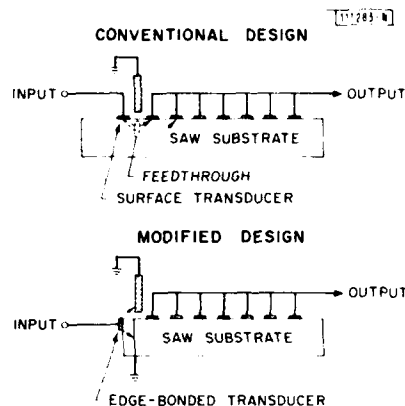 CONVENTIONAL DESIGN
INPUT
OUTPUT
SAW SUBSTRATE
FEEDTHROUGH
SURFACE TRANSDUCER
MODIFIED DESIGN
OUTPUT
INPUT
SAW SUBSTRATE
EDGE-BONDED TRANSDUCER